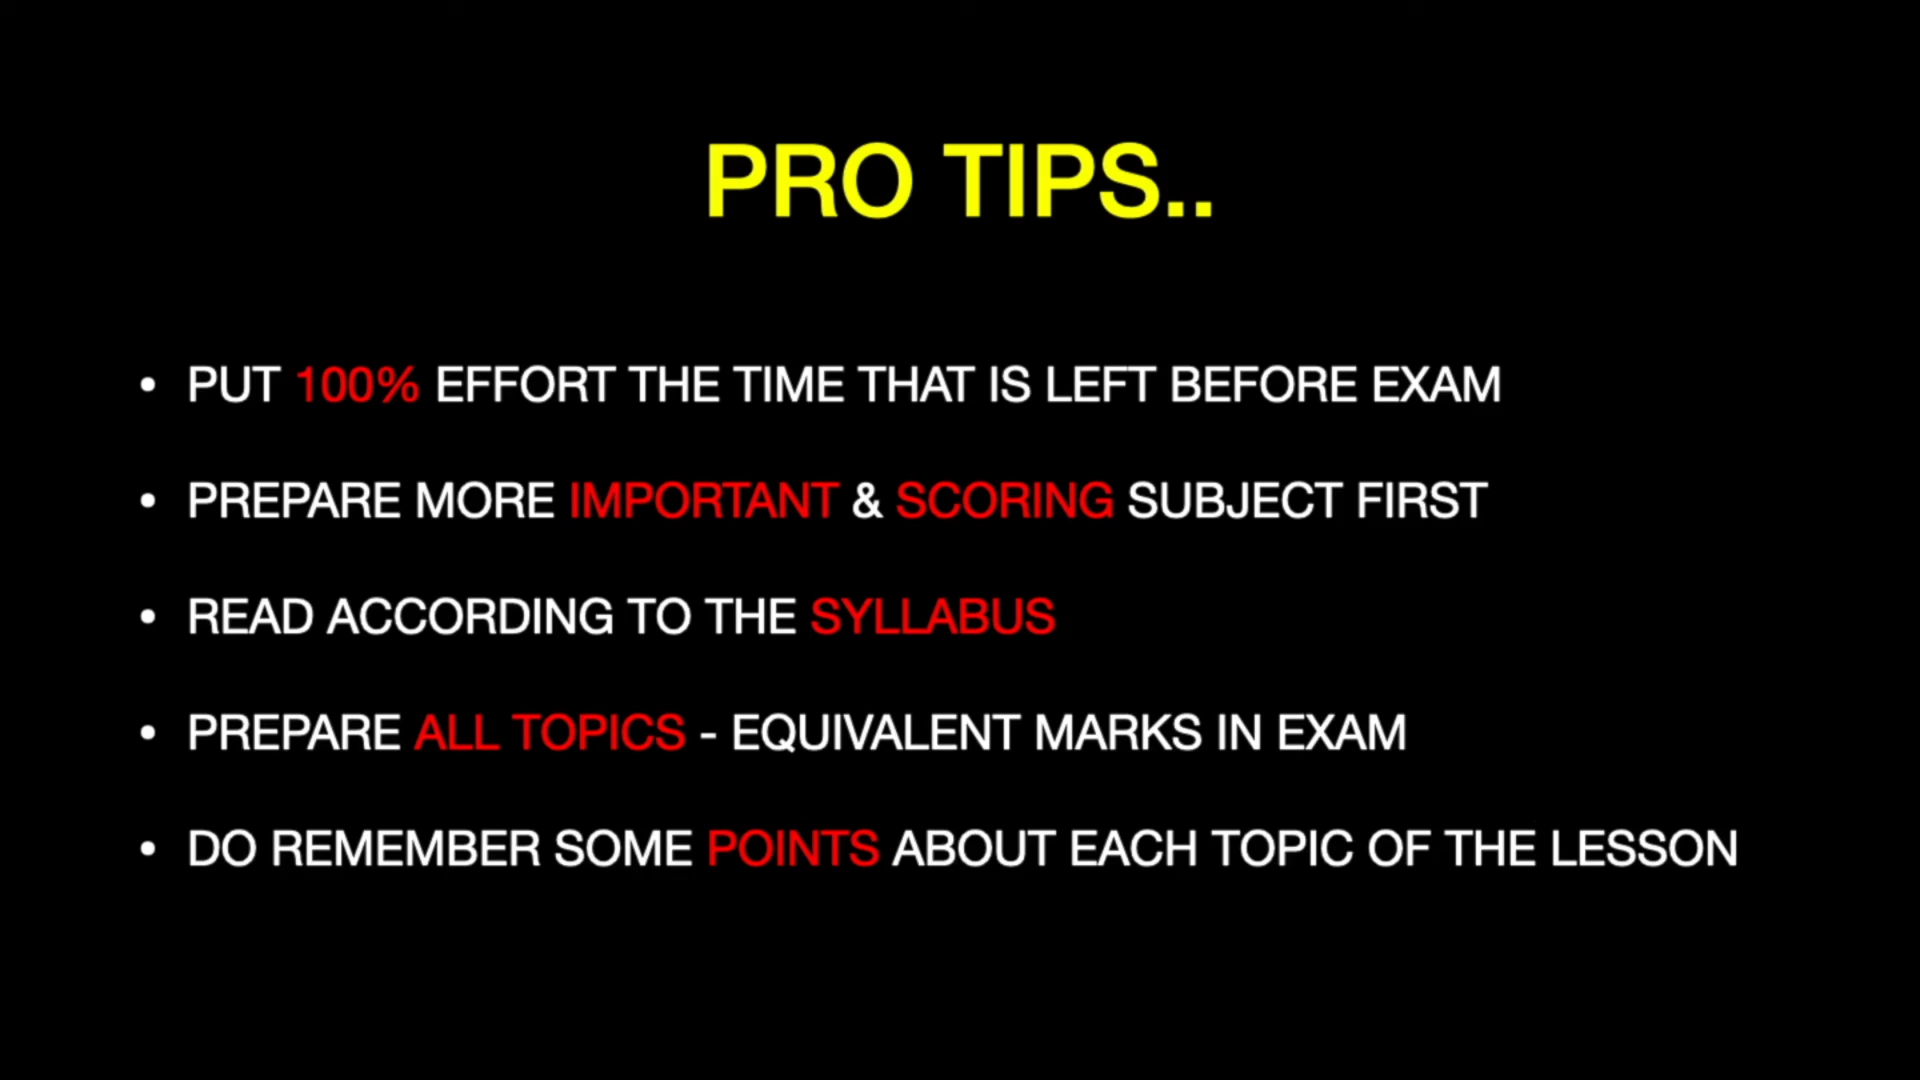 PRO TIPS..
• PUT 100% EFFORT THE TIME THAT IS LEFT BEFORE EXAM
• PREPARE MORE IMPORTANT & SCORING SUBJECT FIRST
• READ ACCORDING TO THE SYLLABUS
• PREPARE ALL TOPICS - EQUIVALENT MARKS IN EXAM
• DO REMEMBER SOME POINTS ABOUT EACH TOPIC OF THE LESSON